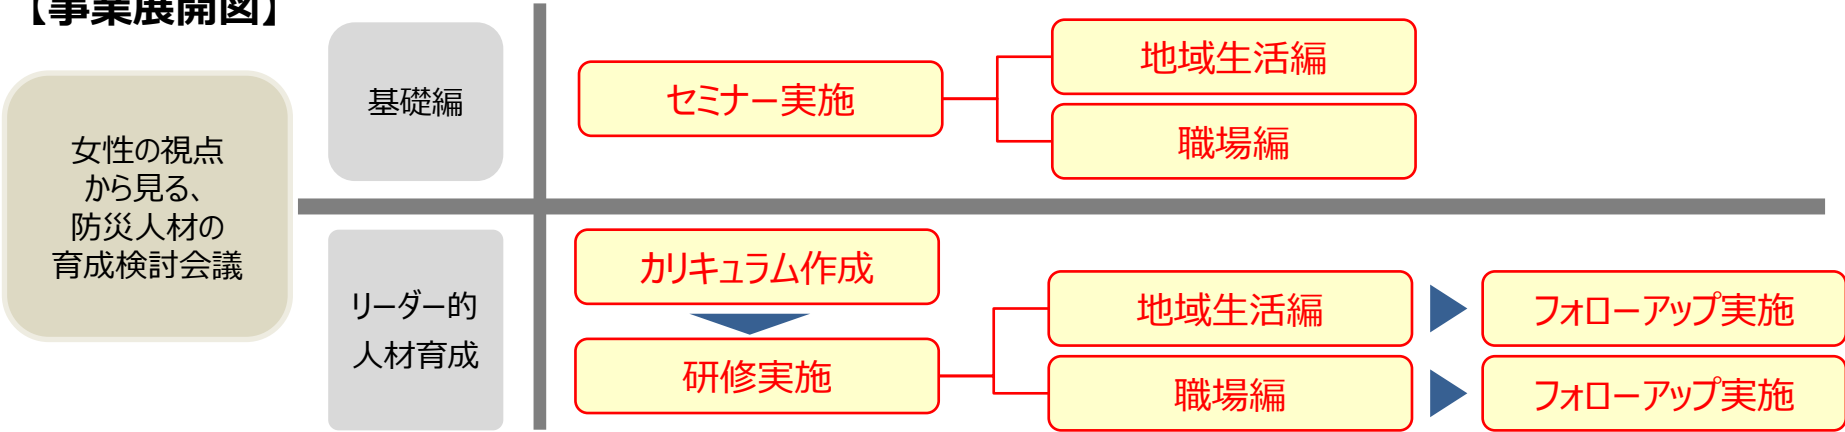 【事業展開図】
女性の視点
から見る、
防災人材の
育成検討会議
基礎編
セミナー実施
地域生活編
職場編
リーダー的
人材育成
カリキュラム作成
研修実施
地域生活編
フォローアップ実施
職場編
フォローアップ実施